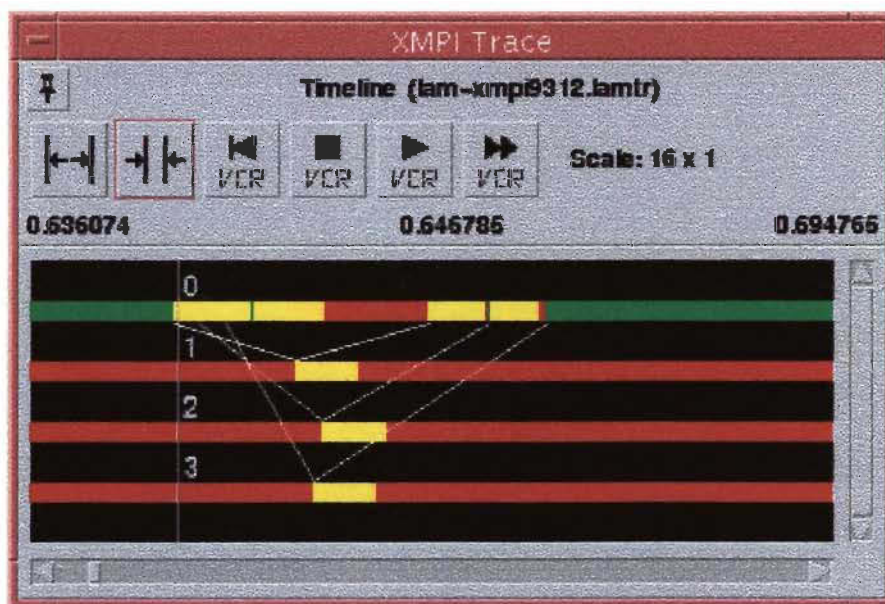 XMPI Trace
Timeline (lam-xmpi9312.lamtr)
VCR VCR VCR VCR Scale: 16 x 1
0.636074 0.646785 0.694765
0
1
2
3